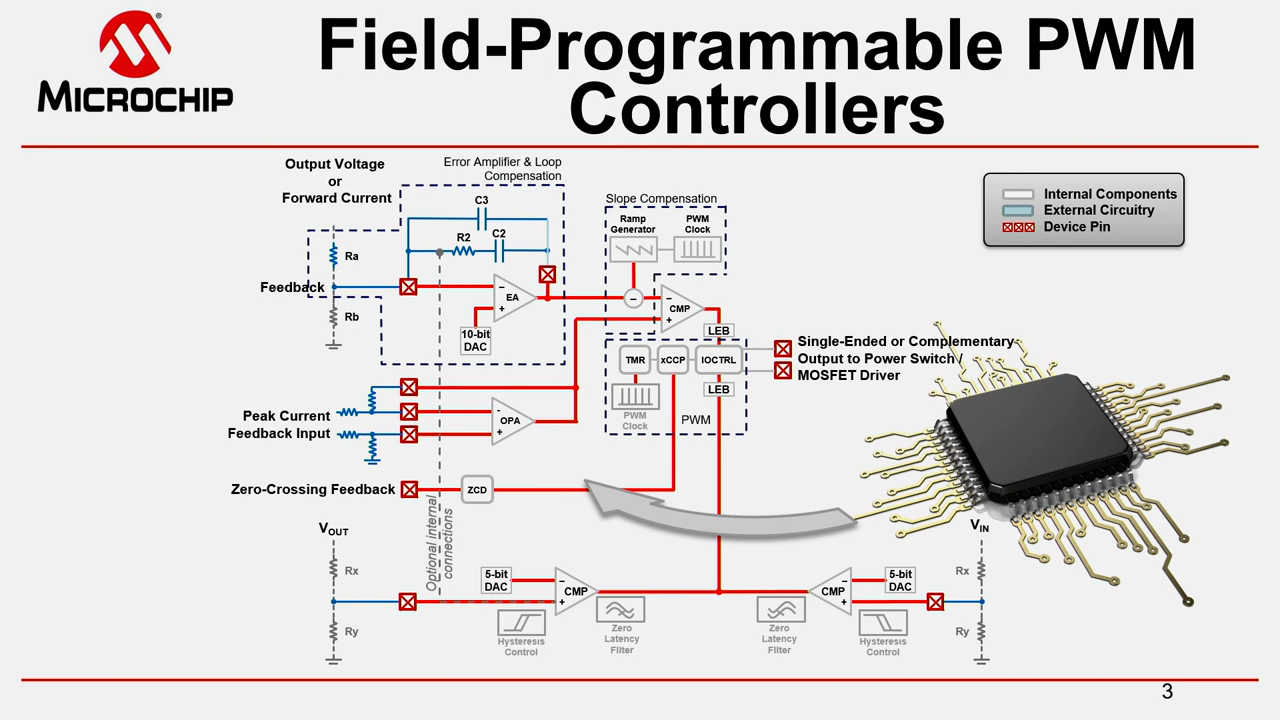 MICROCHIP
Field-Programmable PWM
Controllers
Output Voltage
or
Forward Current
Error Amplifier & Loop
Compensation
C3
R2
C2
Ra
Feedback
Rb
−
EA
+
10-bit
DAC
Slope Compensation
Ramp
Generator
PWM
Clock
−
−
CMP
+
LEB
TMR
xCCP
IOCTRL
LEB
PWM
Clock
PWM
Internal Components
External Circuitry
Device Pin
Single-Ended or Complementary
Output to Power Switch
MOSFET Driver
Peak Current
Feedback Input
-
OPA
+
Zero-Crossing Feedback
ZCD
Optional internal
connections
VOUT
Rx
Ry
5-bit
DAC
−
CMP
+
Hysteresis
Control
Zero
Latency
Filter
Zero
Latency
Filter
−
CMP
+
5-bit
DAC
Hysteresis
Control
VIN
Rx
Ry
3